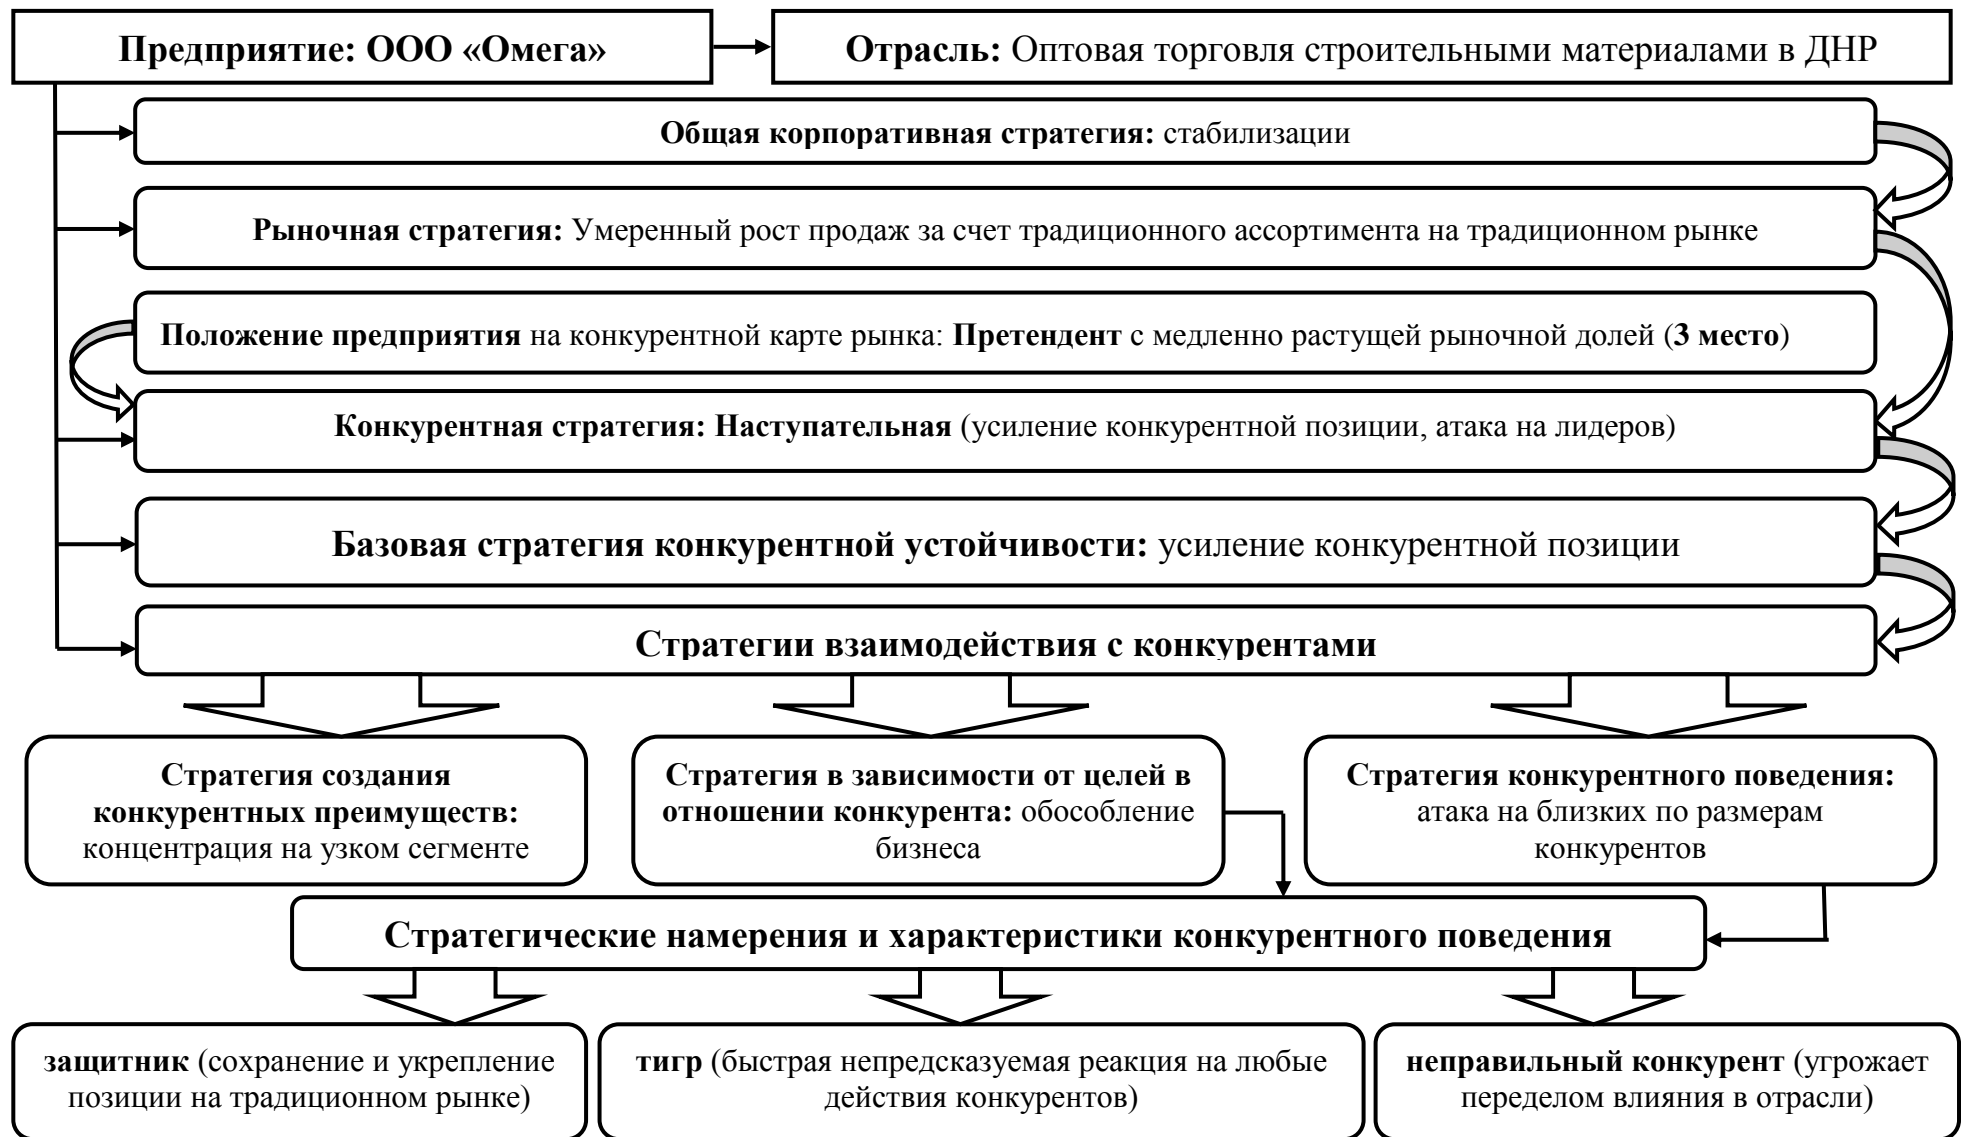 Предприятие: ООО «Омега»
Отрасль: Оптовая торговля строительными материалами в ДНР
Общая корпоративная стратегия: стабилизации
Рыночная стратегия: Умеренный рост продаж за счет традиционного ассортимента на традиционном рынке
Положение предприятия на конкурентной карте рынка: Претендент с медленно растущей рыночной долей (3 место)
Конкурентная стратегия: Наступательная (усиление конкурентной позиции, атака на лидеров)
Базовая стратегия конкурентной устойчивости: усиление конкурентной позиции
Стратегии взаимодействия с конкурентами
Стратегия создания
конкурентных преимуществ:
концентрация на узком сегменте
Стратегия в зависимости от целей в
отношении конкурента: обособление
бизнеса
Стратегия конкурентного поведения:
атака на близких по размерам
конкурентов
Стратегические намерения и характеристики конкурентного поведения
защитник (сохранение и укрепление
позиции на традиционном рынке)
тигр (быстрая непредсказуемая реакция на любые
действия конкурентов)
неправильный конкурент (угрожает
переделом влияния в отрасли)